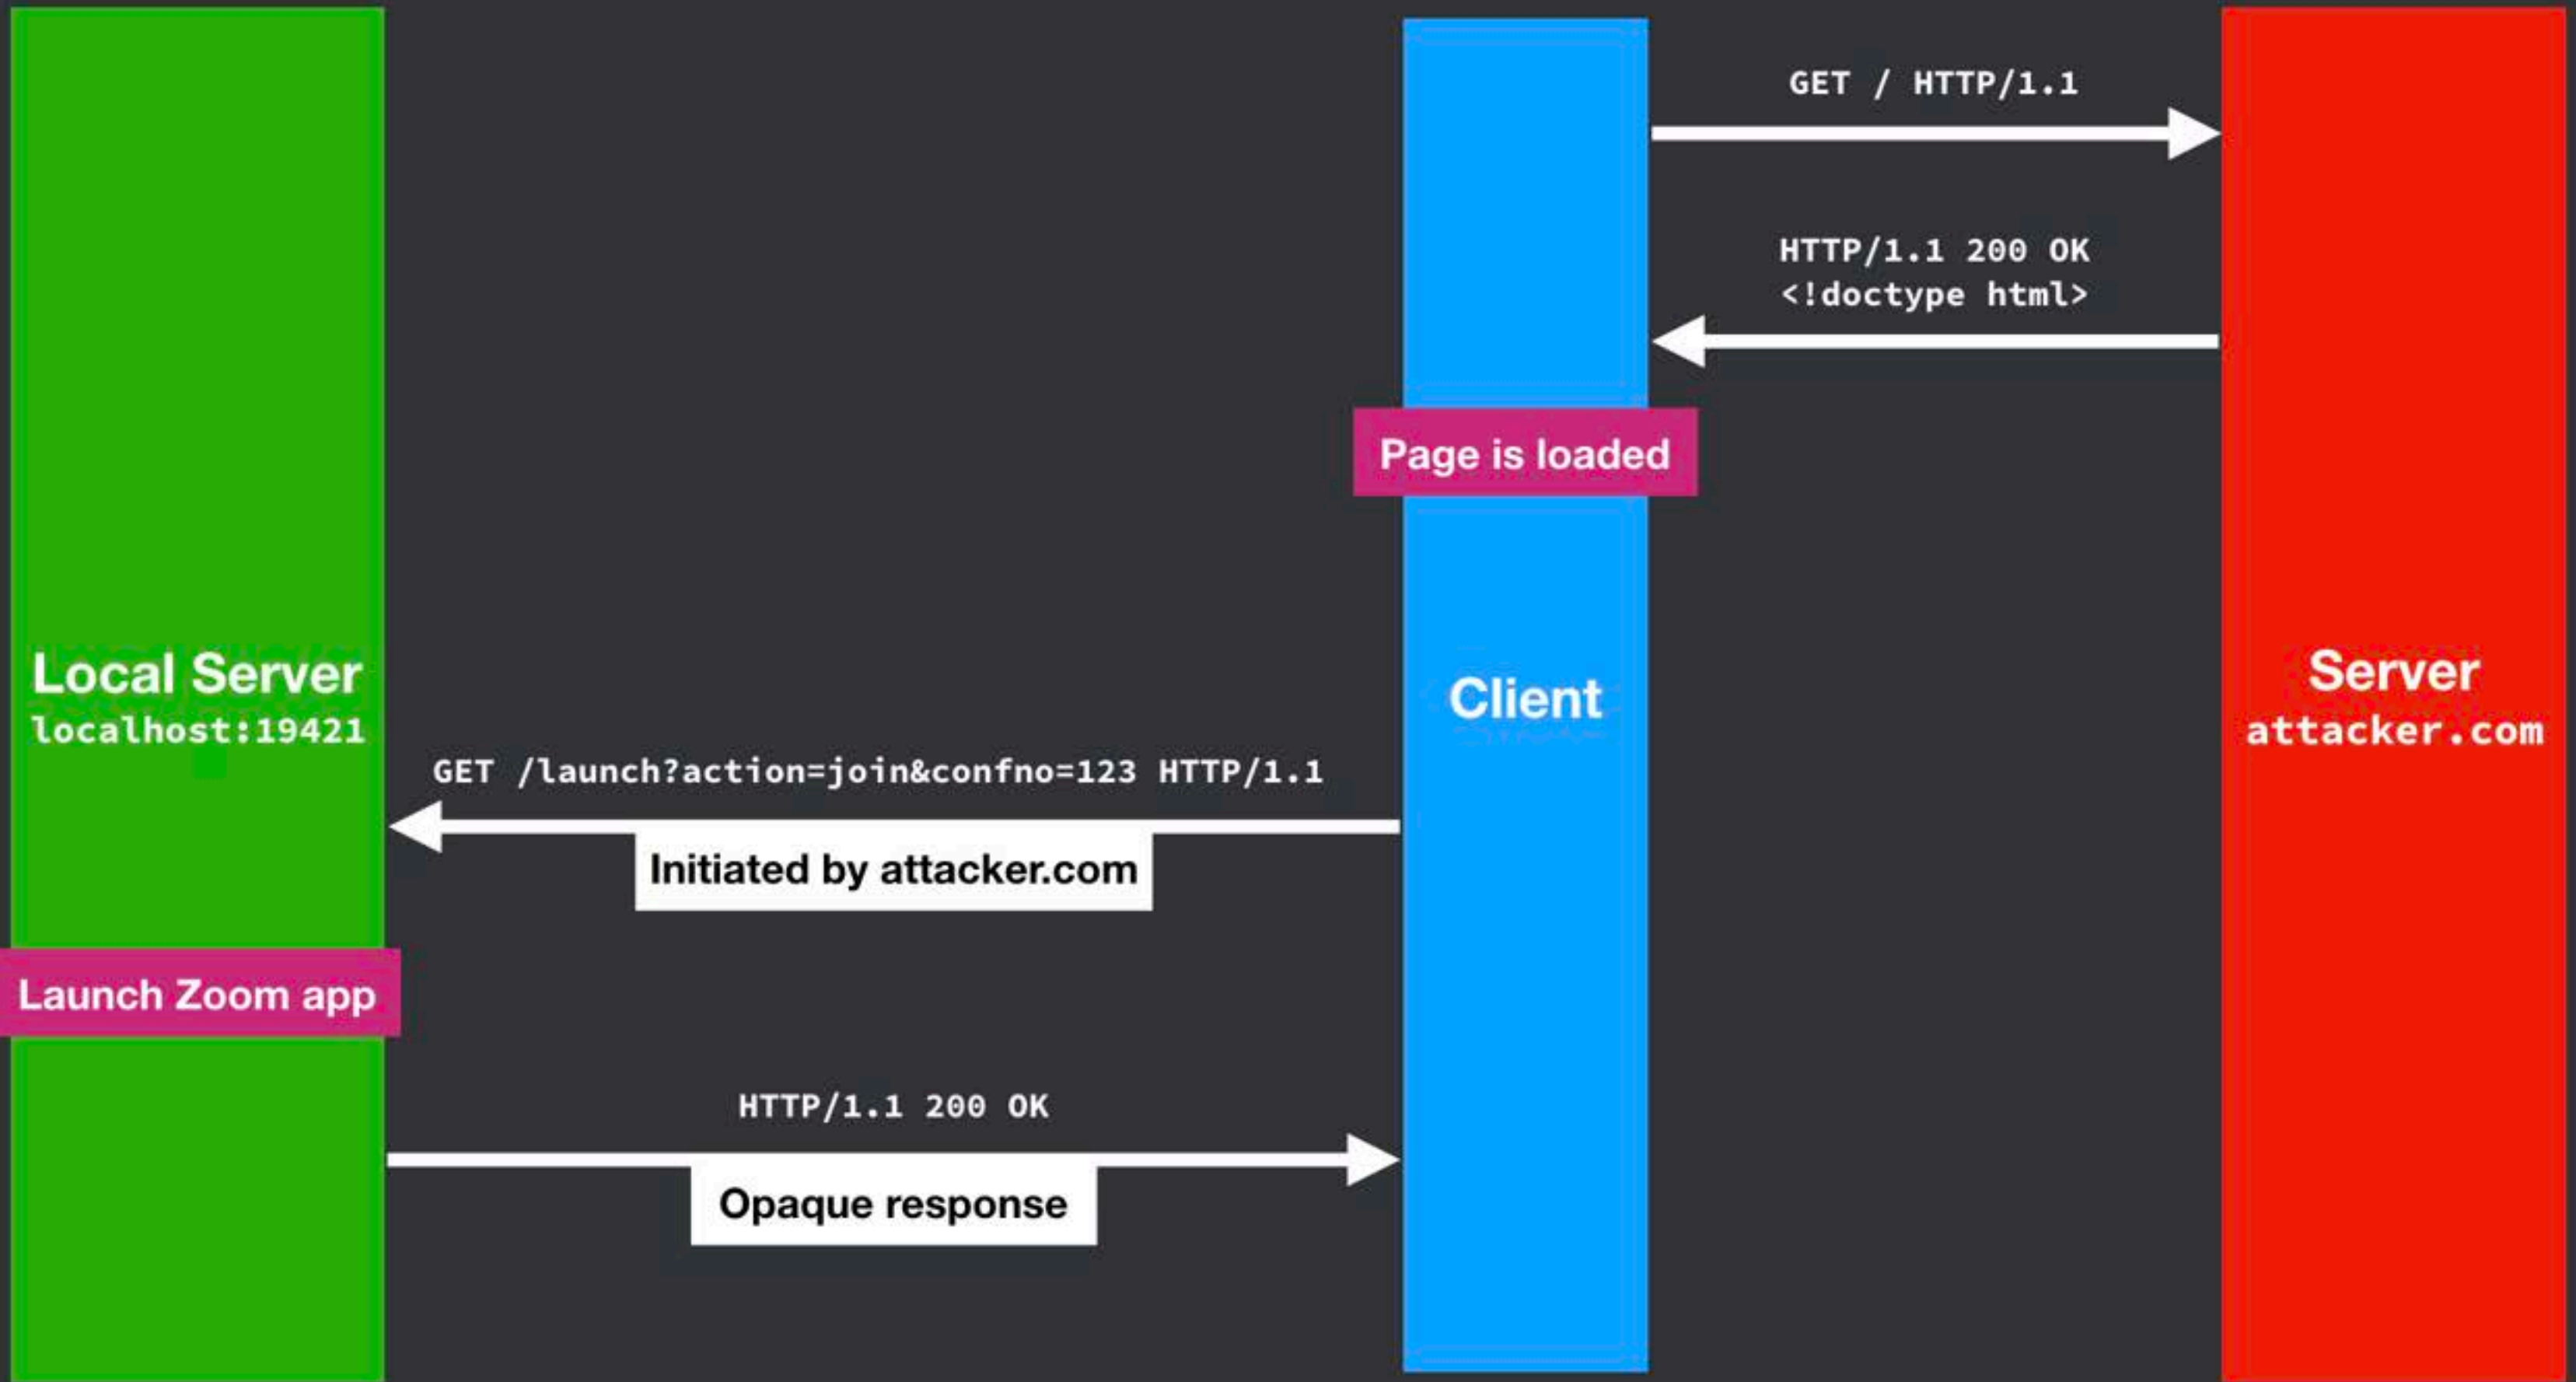 GET / HTTP/1.1
HTTP/1.1 200 OK
<!doctype html>
Page is loaded
Local Server
localhost:19421
Client
Server
attacker.com
GET /launch?action=join&confno=123 HTTP/1.1
Initiated by attacker.com
Launch Zoom app
HTTP/1.1 200 OK
Opaque response